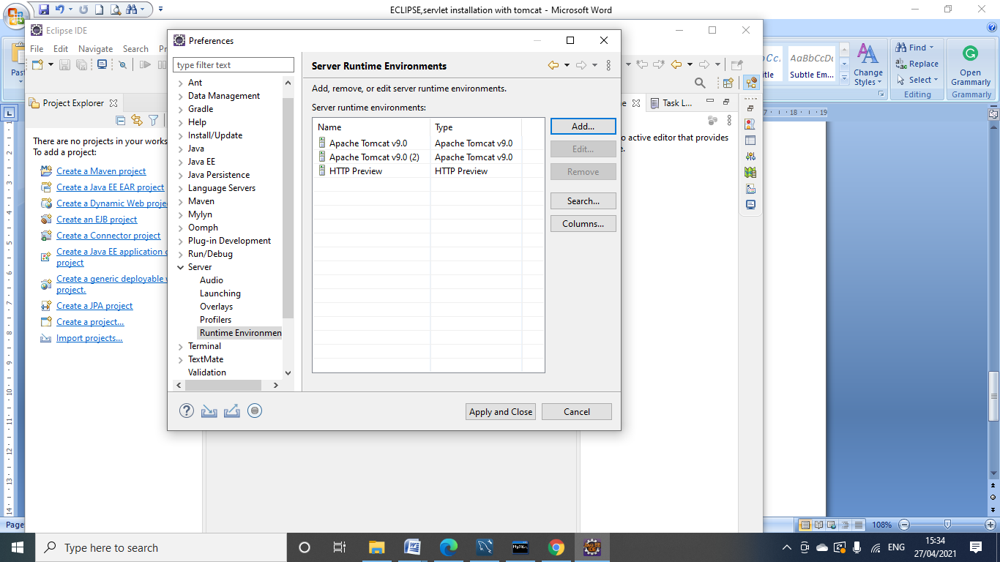 ECLIPSE,servlet installation with tomcat - Microsoft Word
Eclipse IDE
File Edit Navigate Search
Project Explorer
There are no projects in your works
To add a project:
Create a Maven project
Create a Java EE EAR project
Create a Dynamic Web proje
Create an EJB project
Create a Connector project
Create a Java EE application
project
Create a generic deployable
project.
Create a JPA project
Create a project...
Import projects...
Preferences
type filter text
Ant
Data Management
Gradle
Help
Install/Update
Java
Java EE
Java Persistence
Language Servers
Maven
Mylyn
Oomph
Plug-in Development
Run/Debug
Server
Audio
Launching
Overlays
Profilers
Runtime Environmen
Terminal
TextMate
Validation
Server Runtime Environments
Add, remove, or edit server runtime environments.
Server runtime environments:
Name Type
Apache Tomcat v9.0 Apache Tomcat v9.0
Apache Tomcat v9.0 (2) Apache Tomcat v9.0
HTTP Preview HTTP Preview
Add...
Edit...
Remove
Search...
Columns...
Apply and Close Cancel
Task L...
o active editor that provides
e.
AaBbCcDc
Subtle Em...
Change
Styles
Find
Replace
Select
Editing
Open
Grammarly
Grammarly
17 18 19
Page
108%
Type here to search
MySQL
Java EE
IDE
ENG
15:34
27/04/2021